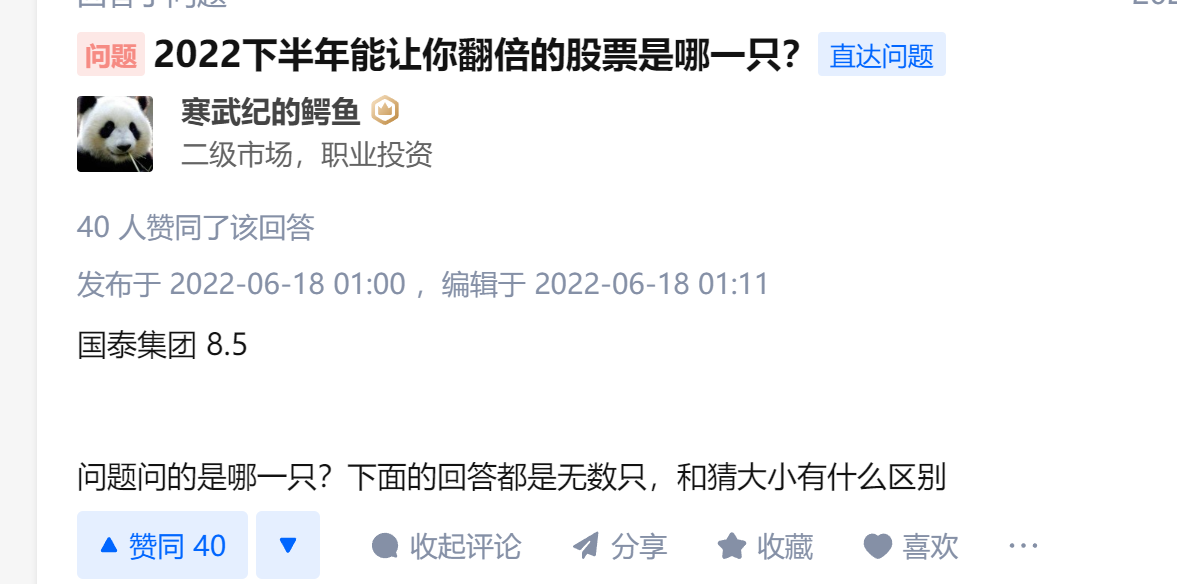 问题 2022下半年能让你翻倍的股票是哪一只？ 直达问题
寒武纪的鳄鱼
二级市场，职业投资
40 人赞同了该回答
发布于 2022-06-18 01:00 ，编辑于 2022-06-18 01:11
国泰集团 8.5
问题问的是哪一只？下面的回答都是无数只，和猜大小有什么区别
赞同 40 收起评论 分享 收藏 喜欢 ···